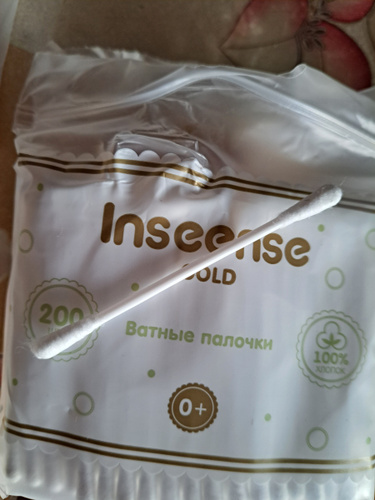 Inseense
GOLD
200
Ватные палочки
100%
ХЛОПОК
0+